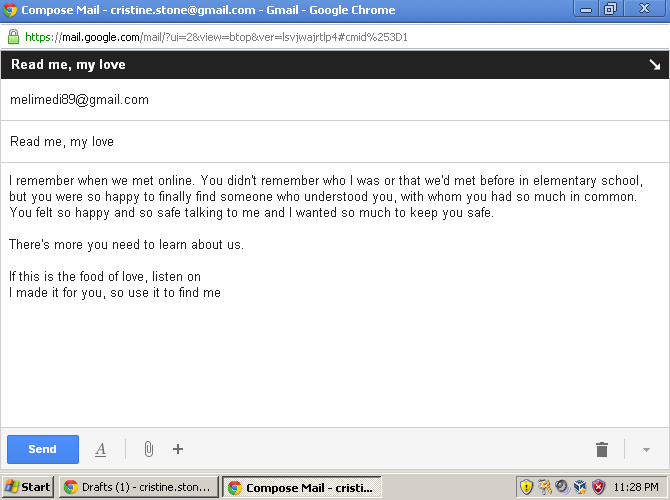 Compose Mail - cristine.stone@gmail.com - Gmail - Google Chrome
https://mail.google.com/mail/?ui=2&view=btop&ver=lsvjwajrtlp4#cmid%253D1
Read me, my love
melimedi89@gmail.com
Read me, my love
I remember when we met online. You didn't remember who I was or that we'd met before in elementary school,
but you were so happy to finally find someone who understood you, with whom you had so much in common.
You felt so happy and so safe talking to me and I wanted so much to keep you safe.
There's more you need to learn about us.
If this is the food of love, listen on
I made it for you, so use it to find me
Send A
Start Drafts (1) - cristine.ston... Compose Mail - cristi... 11:28 PM